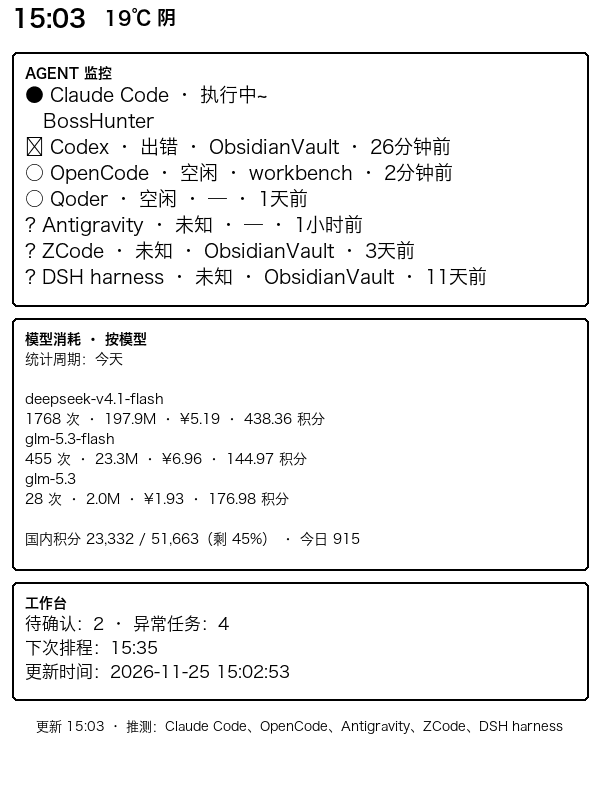 15:03 19°C 阴
AGENT 监控
● Claude Code · 执行中~
BossHunter
☒ Codex · 出错 · ObsidianVault · 26分钟前
○ OpenCode · 空闲 · workbench · 2分钟前
○ Qoder · 空闲 · — · 1天前
? Antigravity · 未知 · — · 1小时前
? ZCode · 未知 · ObsidianVault · 3天前
? DSH harness · 未知 · ObsidianVault · 11天前
模型消耗 · 按模型
统计周期：今天
deepseek-v4.1-flash
1768 次 · 197.9M · ¥5.19 · 438.36 积分
glm-5.3-flash
455 次 · 23.3M · ¥6.96 · 144.97 积分
glm-5.3
28 次 · 2.0M · ¥1.93 · 176.98 积分
国内积分 23,332 / 51,663（剩 45%） · 今日 915
工作台
待确认：2 · 异常任务：4
下次排程：15:35
更新时间：2026-11-25 15:02:53
更新 15:03 · 推测：Claude Code、OpenCode、Antigravity、ZCode、DSH harness